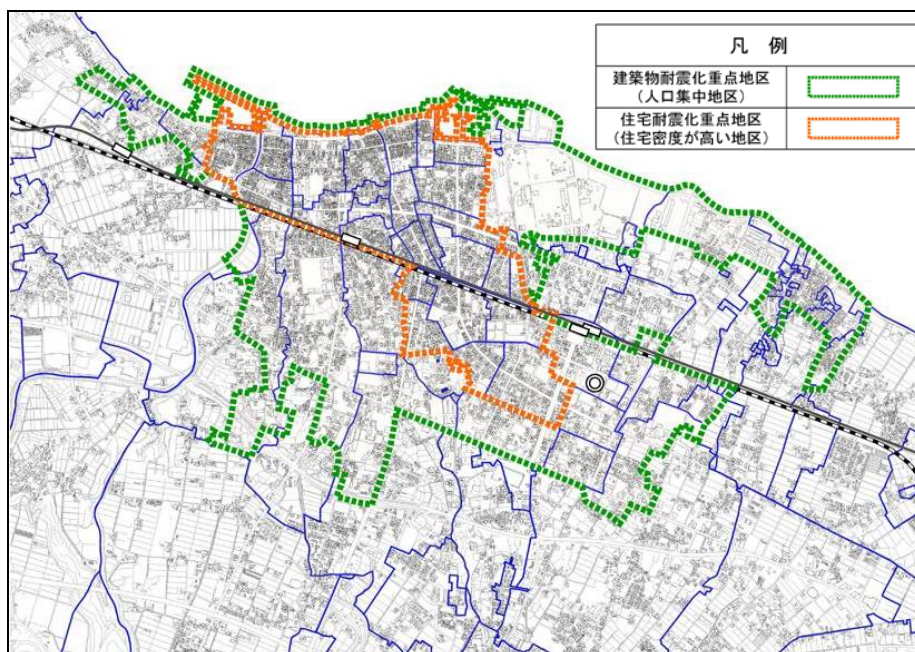 凡 例
建築物耐震化重点地区
（人口集中地区）
住宅耐震化重点地区
（住宅密度が高い地区）